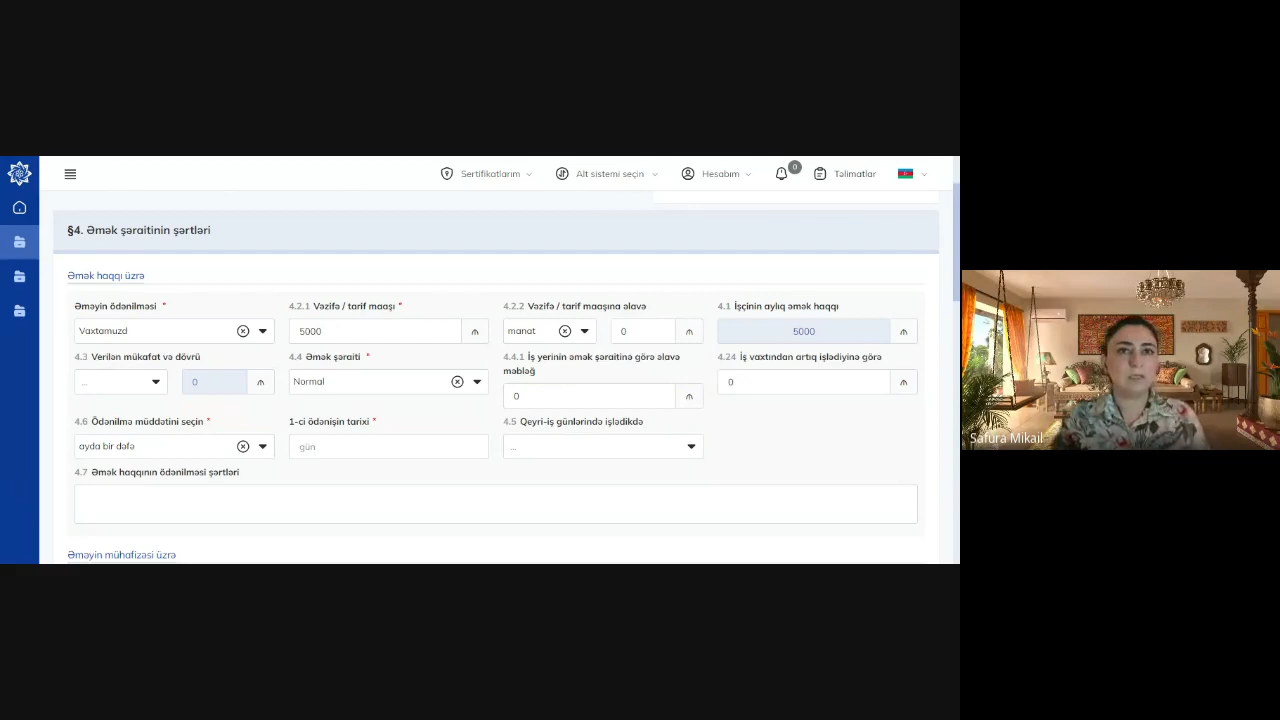 Sertifikatlarım
Alt sistemi seçin
Hesabım
0
Təlimatlar
§4. Əmək şəraitinin şərtləri
Əmək haqqı üzrə
Əməyin ödənilməsi *
4.2.1 Vəzifə / tarif maaşı *
4.2.2 Vəzifə / tarif maaşına əlavə
4.1 İşçinin aylıq əmək haqqı
Vaxtamuzd
5000 ₼
manat
0 ₼
5000 ₼
4.3 Verilən mükafat və dövrü
4.4 Əmək şəraiti *
4.4.1 İş yerinin əmək şəraitinə görə əlavə
məbləğ
4.24 İş vaxtından artıq işlədiyinə görə
...
0 ₼
Normal
0 ₼
0 ₼
4.6 Ödənilmə müddətini seçin *
1-ci ödənişin tarixi *
4.5 Qeyri-iş günlərində işlədikdə
ayda bir dəfə
gün
...
4.7 Əmək haqqının ödənilməsi şərtləri
Əməyin mühafizəsi üzrə
Safura Mikail